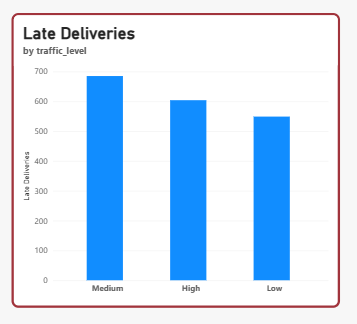 Late Deliveries
by traffic_level
700
600
500
400
300
200
100
0
Late Deliveries
Medium
High
Low